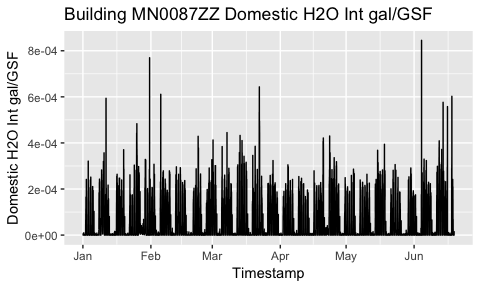 Building MN0087ZZ Domestic H2O Int gal/GSF
8e-04
6e-04
4e-04
2e-04
0e+00
Domestic H2O Int gal/GSF
Jan Feb Mar Apr May Jun
Timestamp